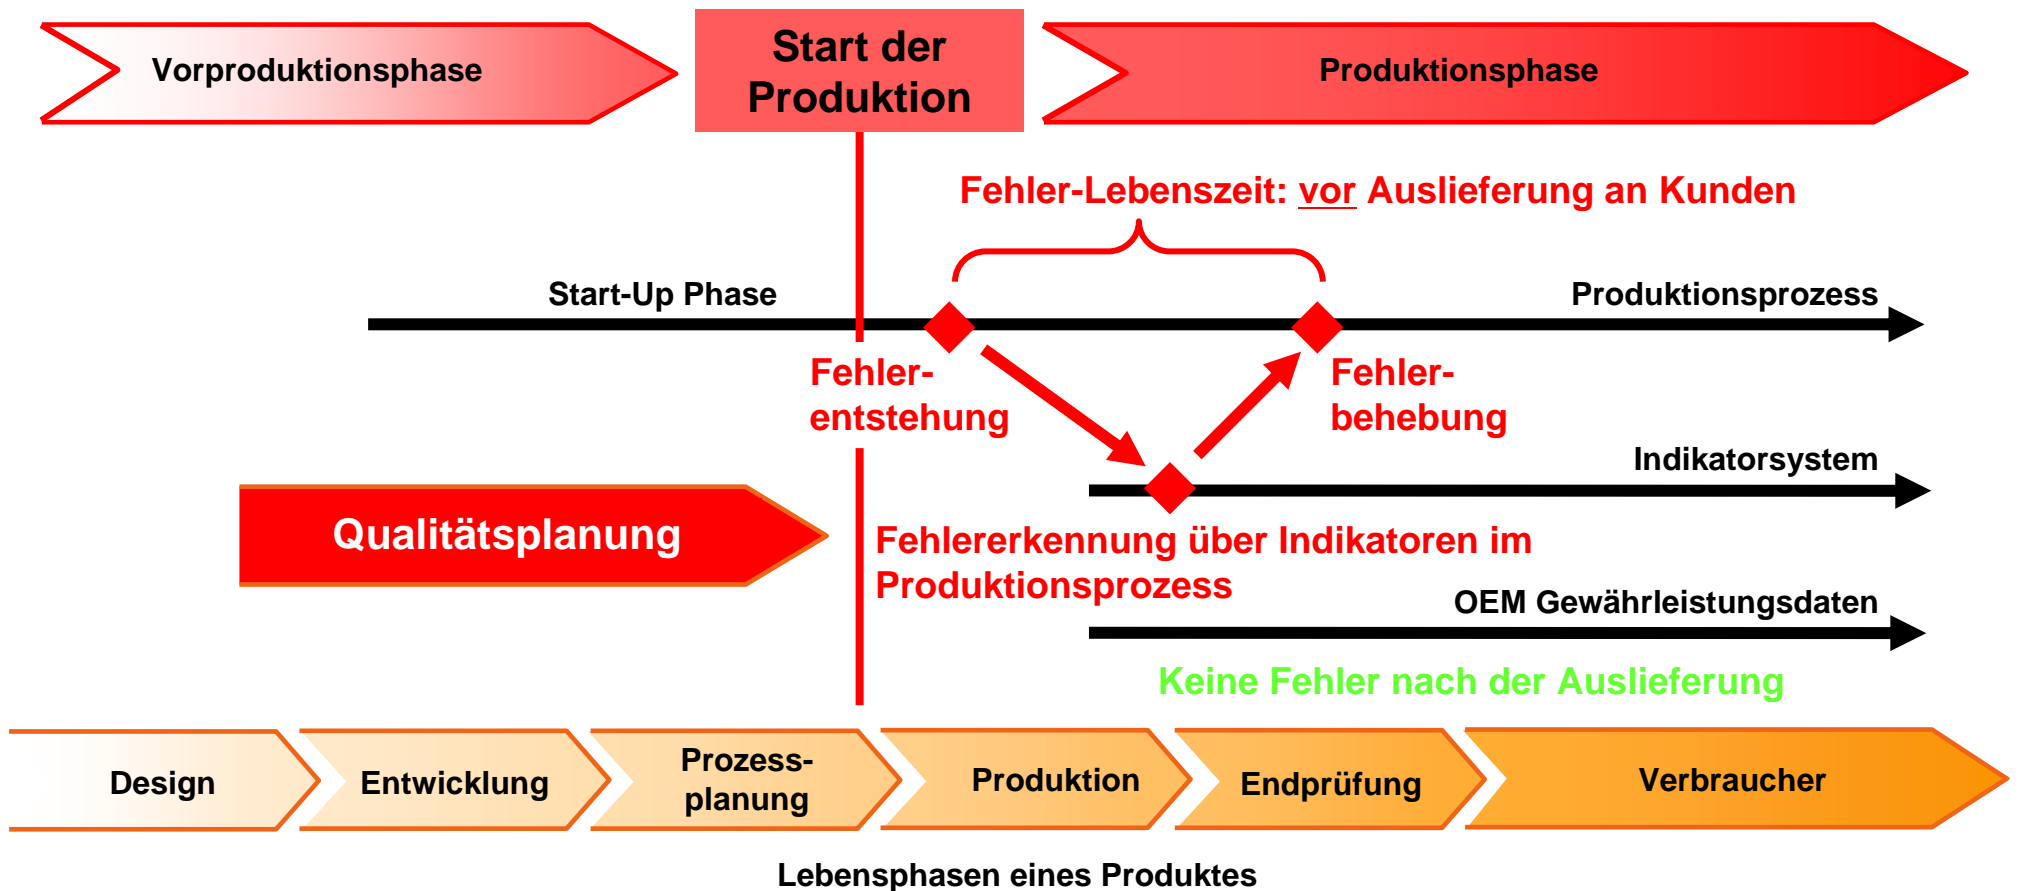 Vorproduktionsphase
Start der
Produktion
Produktionsphase
Fehler-Lebenszeit: vor Auslieferung an Kunden
Start-Up Phase
Produktionsprozess
Fehler-
entstehung
Fehler-
behebung
Indikatorsystem
Qualitätsplanung
Fehlererkennung über Indikatoren im
Produktionsprozess
OEM Gewährleistungsdaten
Keine Fehler nach der Auslieferung
Design
Entwicklung
Prozess-
planung
Produktion
Endprüfung
Verbraucher
Lebensphasen eines Produktes